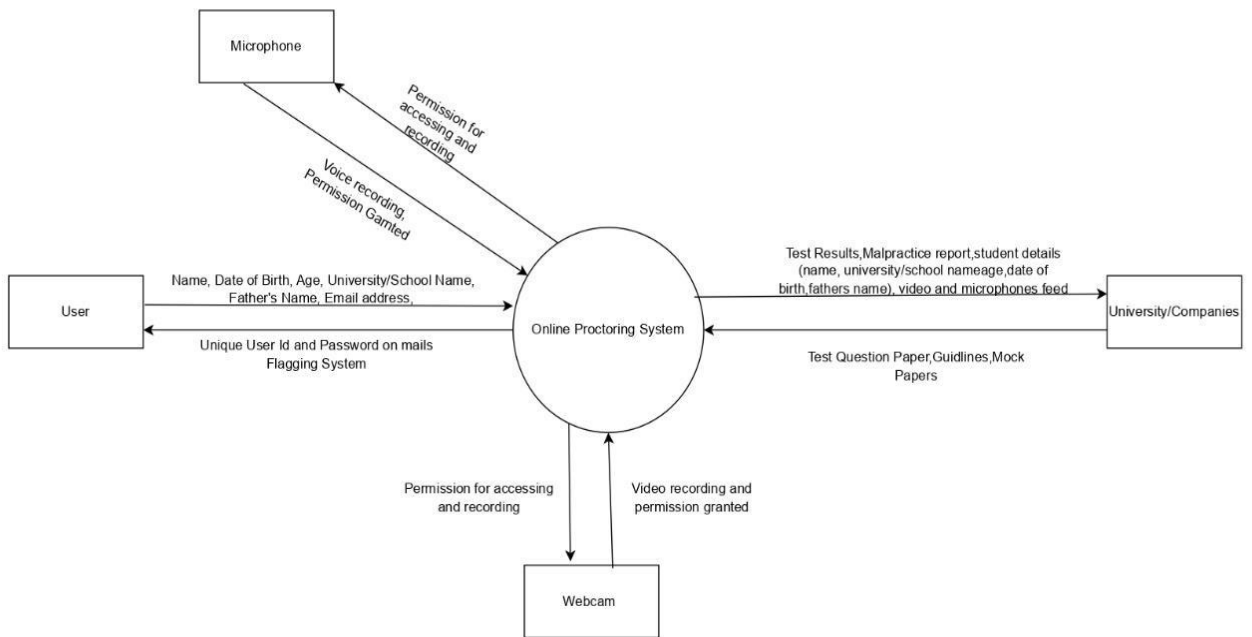 Microphone
Permission for
accessing and
recording
Voice recording,
Permission Garnted
Name, Date of Birth, Age, University/School Name,
Father's Name, Email address,
User
Unique User Id and Password on mails
Flagging System
Online Proctoring System
Test Results,Malpractice report,student details
(name, university/school nameage,date of
birth,fathers name), video and microphones feed
University/Companies
Test Question Paper,Guidlines,Mock
Papers
Permission for accessing
and recording
Video recording and
permission granted
Webcam